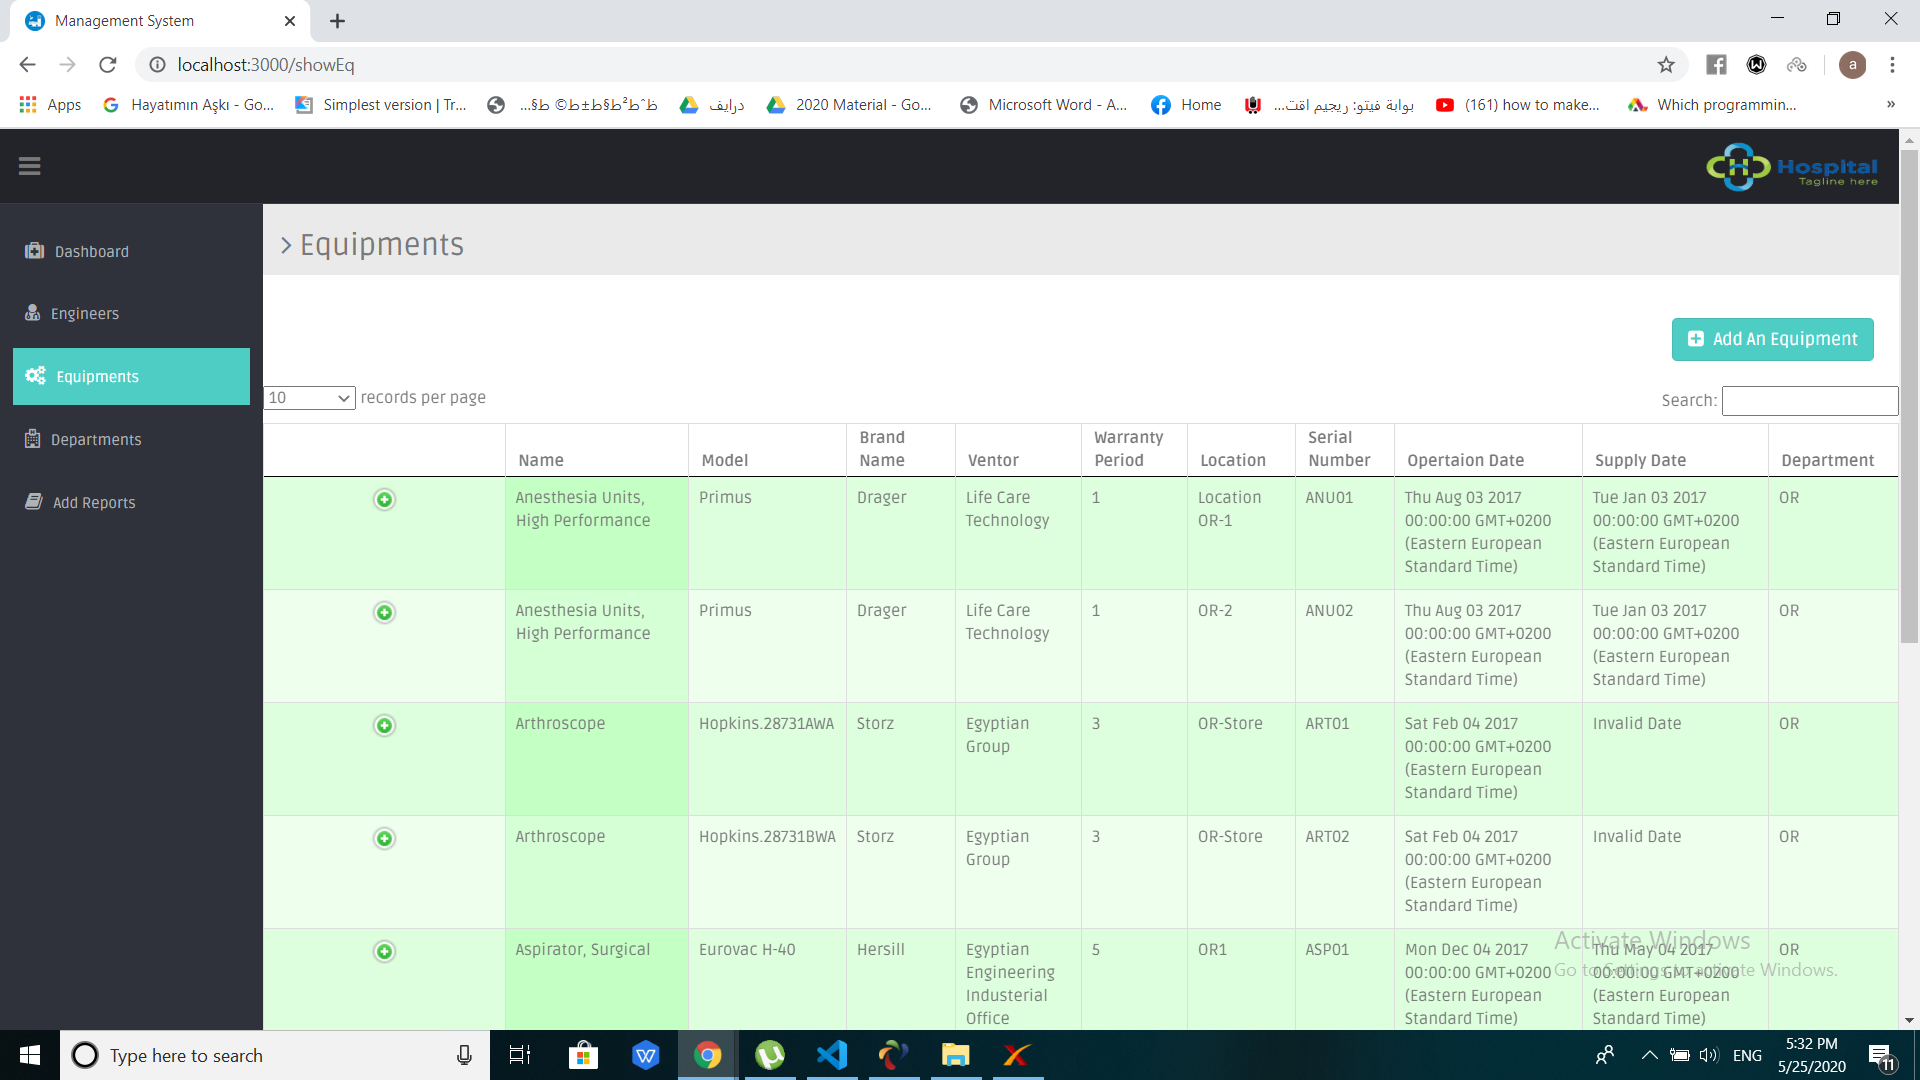 Management System
localhost:3000/showEq
Apps
Hayatımın Aşkı - Go...
Simplest version | Tr...
2020 Material - Go...
درايف
Microsoft Word - A...
Home
بوابة فيتو: ريجيم اقت...
(161) how to make...
Which programmin...
»
CHD Hospital
Tagline here
Dashboard
Engineers
Equipments
Departments
Add Reports
> Equipments
Add An Equipment
10 records per page
Search:
Name Model Brand Name Ventor Warranty Period Location Serial Number Opertaion Date Supply Date Department
Anesthesia Units, High Performance Primus Drager Life Care Technology 1 Location OR-1 ANU01 Thu Aug 03 2017 00:00:00 GMT+0200 (Eastern European Standard Time) Tue Jan 03 2017 00:00:00 GMT+0200 (Eastern European Standard Time) OR
Anesthesia Units, High Performance Primus Drager Life Care Technology 1 OR-2 ANU02 Thu Aug 03 2017 00:00:00 GMT+0200 (Eastern European Standard Time) Tue Jan 03 2017 00:00:00 GMT+0200 (Eastern European Standard Time) OR
Arthroscope Hopkins.28731AWA Storz Egyptian Group 3 OR-Store ART01 Sat Feb 04 2017 00:00:00 GMT+0200 (Eastern European Standard Time) Invalid Date OR
Arthroscope Hopkins.28731BWA Storz Egyptian Group 3 OR-Store ART02 Sat Feb 04 2017 00:00:00 GMT+0200 (Eastern European Standard Time) Invalid Date OR
Aspirator, Surgical Eurovac H-40 Hersill Egyptian Engineering Industerial Office 5 OR1 ASP01 Mon Dec 04 2017 00:00:00 GMT+0200 (Eastern European Standard Time) Thu May 04 2017 00:00:00 GMT+0200 (Eastern European Standard Time) OR
Activate Windows
Go to Settings to activate Windows.
Type here to search
ENG
5:32 PM
5/25/2020
11